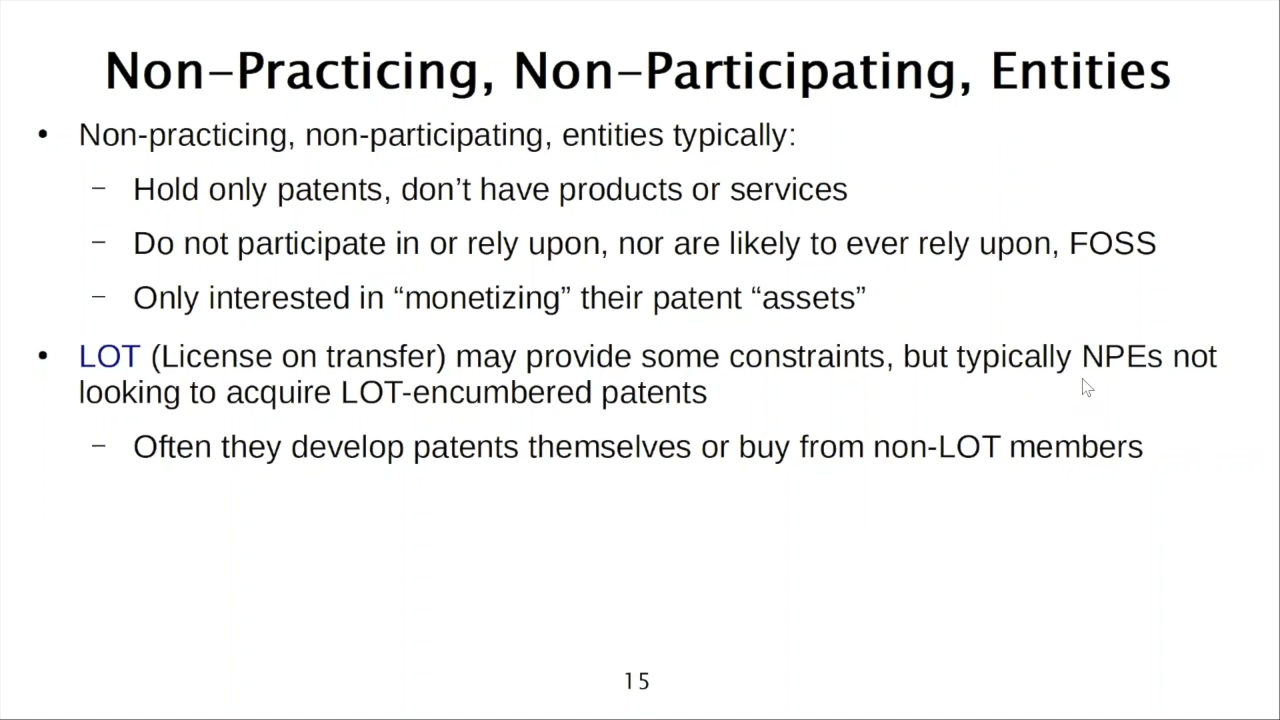 Non–Practicing, Non–Participating, Entities
• Non-practicing, non-participating, entities typically:
– Hold only patents, don’t have products or services
– Do not participate in or rely upon, nor are likely to ever rely upon, FOSS
– Only interested in “monetizing” their patent “assets”
• LOT (License on transfer) may provide some constraints, but typically NPEs not
looking to acquire LOT-encumbered patents
– Often they develop patents themselves or buy from non-LOT members
15